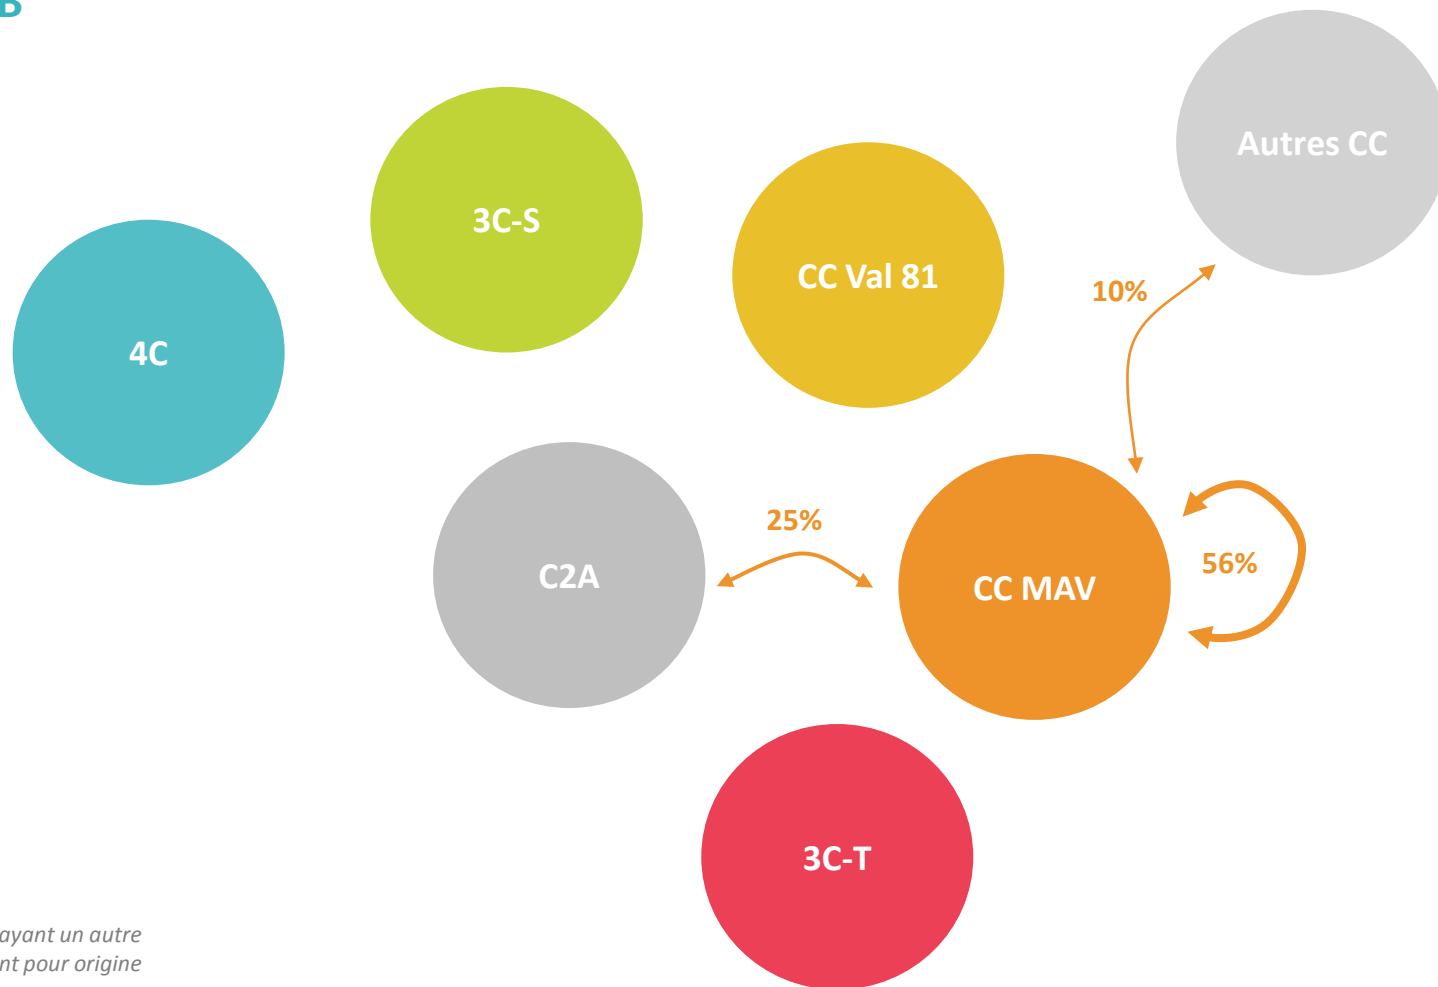 B
Autres CC
3C-S
CC Val 81
10%
4C
25%
56%
C2A
CC MAV
3C-T
ayant un autre
nt pour origine